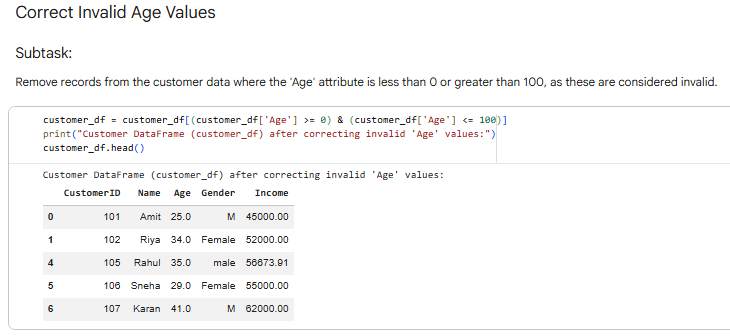 Correct Invalid Age Values
Subtask:
Remove records from the customer data where the 'Age' attribute is less than 0 or greater than 100, as these are considered invalid.
customer_df = customer_df[(customer_df['Age'] >= 0) & (customer_df['Age'] <= 100)]
print("Customer DataFrame (customer_df) after correcting invalid 'Age' values:")
customer_df.head()
Customer DataFrame (customer_df) after correcting invalid 'Age' values:
CustomerID Name Age Gender Income
0 101 Amit 25.0 M 45000.00
1 102 Riya 34.0 Female 52000.00
4 105 Rahul 35.0 male 56673.91
5 106 Sneha 29.0 Female 55000.00
6 107 Karan 41.0 M 62000.00